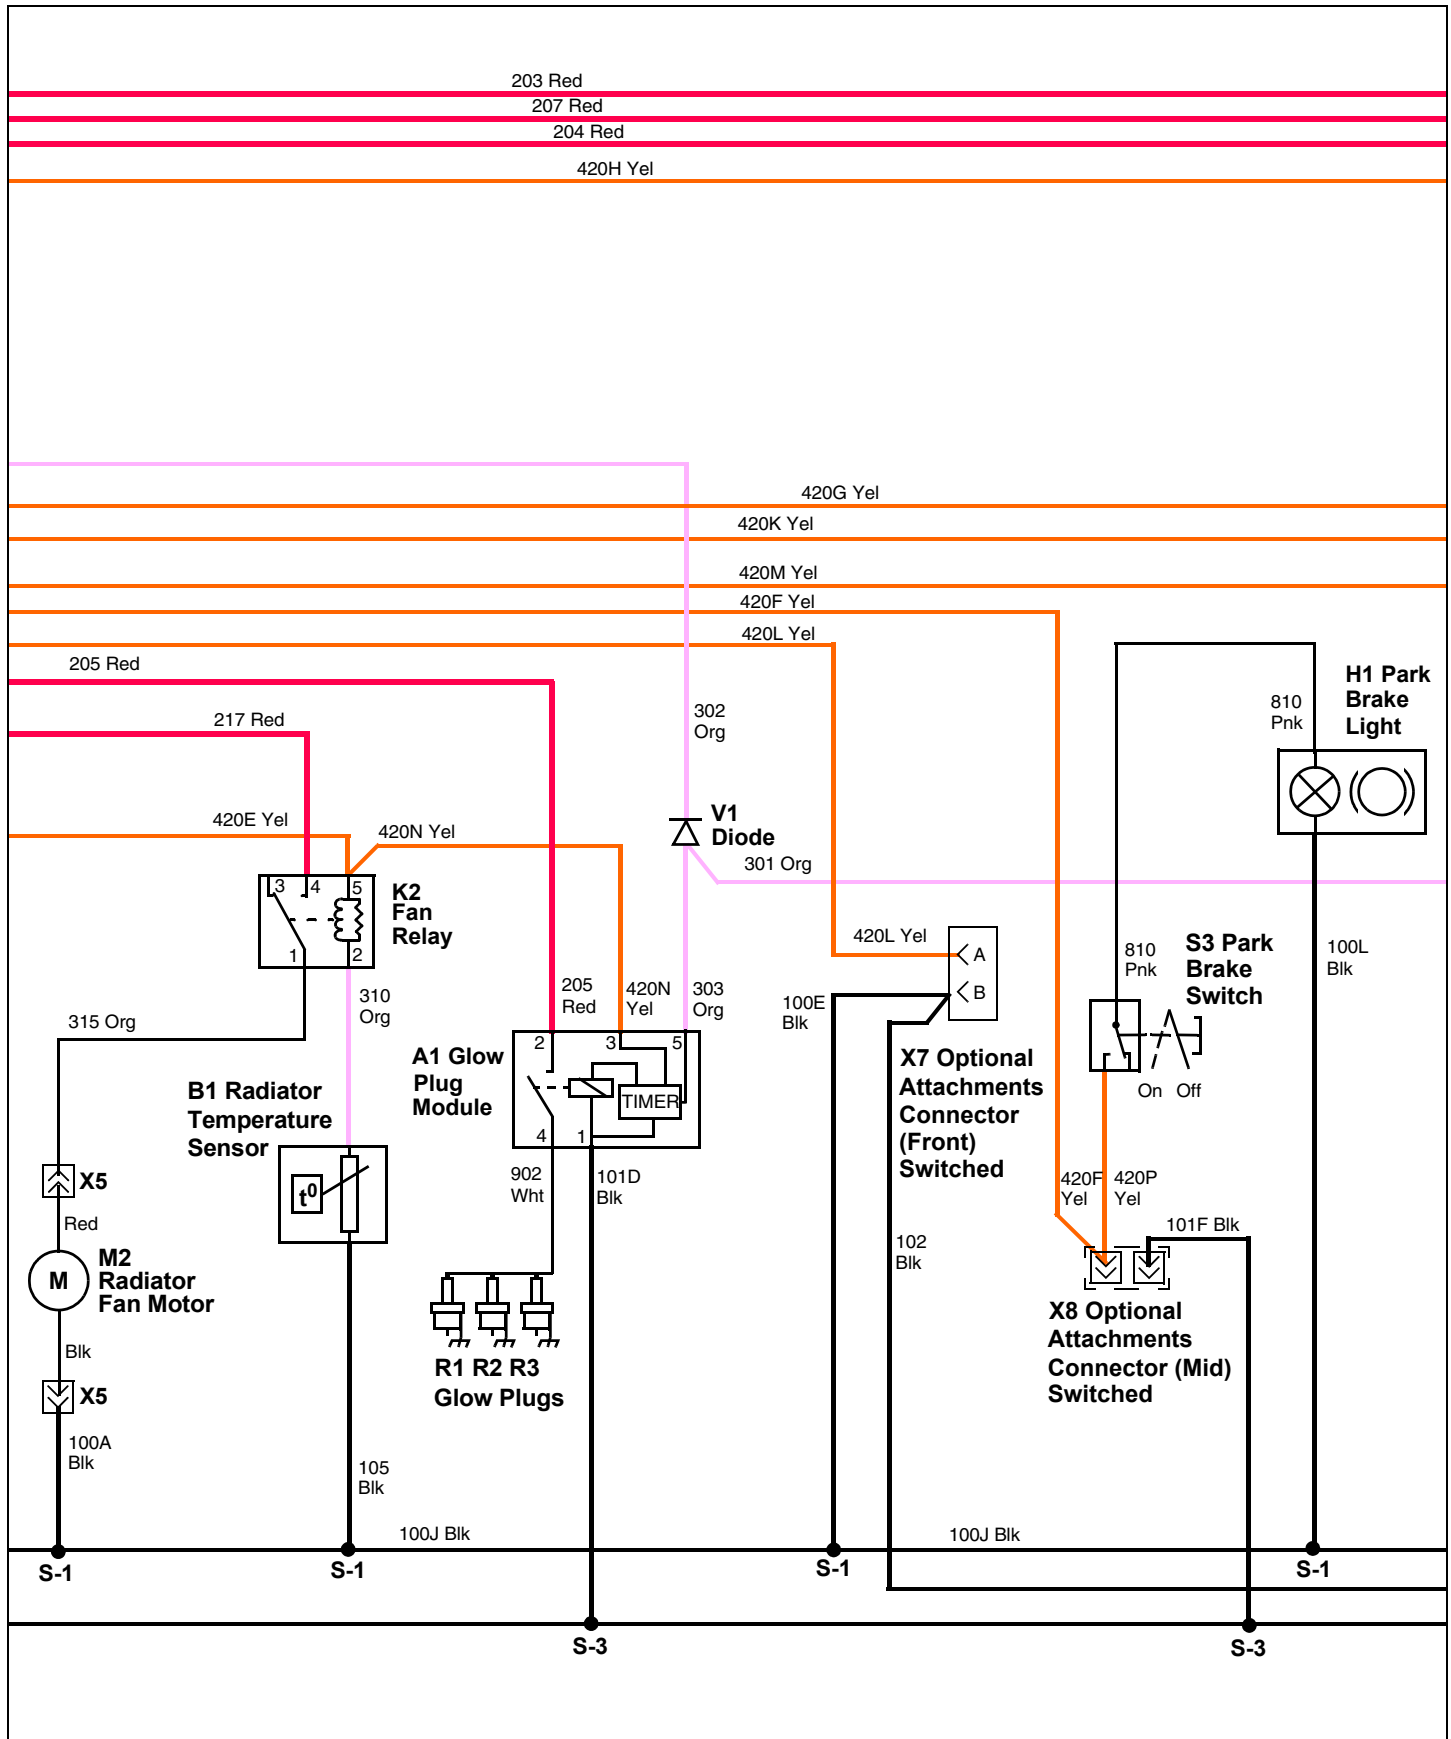 203 Red
207 Red
204 Red
420H Yel
420G Yel
420K Yel
420M Yel
420F Yel
420L Yel
205 Red
217 Red
302
Org
810
Pnk
H1 Park
Brake
Light
420E Yel
420N Yel
V1
Diode
301 Org
3 4 5
1 2
K2
Fan
Relay
310
Org
315 Org
205
Red
420N
Yel
303
Org
420L Yel
A
B
100E
Blk
810
Pnk
S3 Park
Brake
Switch
100L
Blk
On Off
A1 Glow
Plug
Module
2 3 5
TIMER
4 1
X7 Optional
Attachments
Connector
(Front)
Switched
B1 Radiator
Temperature
Sensor
t0
X5
Red
M
M2
Radiator
Fan Motor
Blk
X5
100A
Blk
902
Wht
101D
Blk
R1 R2 R3
Glow Plugs
105
Blk
102
Blk
420F
Yel
420P
Yel
101F Blk
X8 Optional
Attachments
Connector (Mid)
Switched
100J Blk
100J Blk
S-1
S-1
S-1
S-1
S-3
S-3